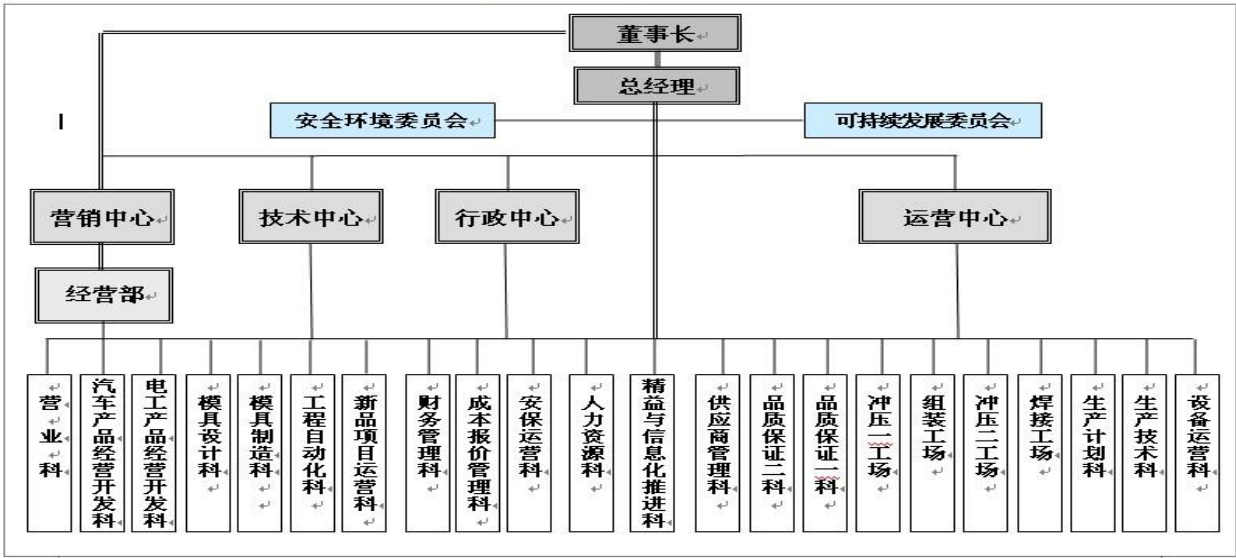 董事长
总经理
安全环境委员会
可持续发展委员会
营销中心
技术中心
行政中心
运营中心
经营部
营业科
汽车产品经营开发科
电工产品经营开发科
模具设计科
模具制造科
工程自动化科
新品项目运营科
财务管理科
成本报价管理科
安保运营科
人力资源科
精益与信息化推进科
供应商管理科
品质保证二科
品质保证一科
冲压一工场
组装工场
冲压二工场
焊接工场
生产计划科
生产技术科
设备运营科